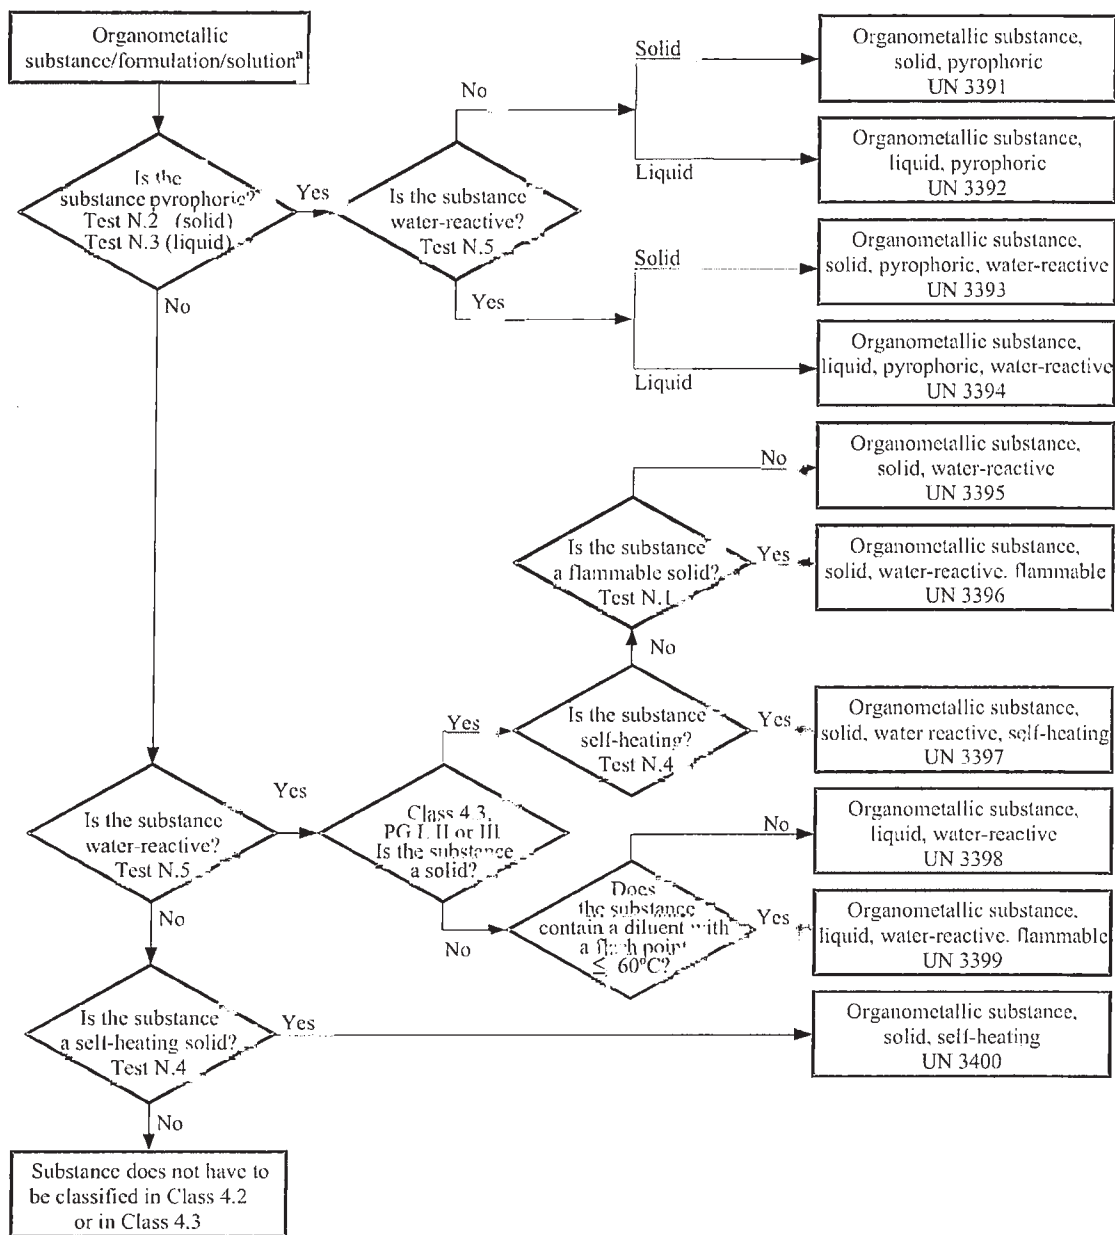 Organometallic
substance/formulation/solutionª
Is the
substance pyrophoric?
Test N.2 (solid)
Test N.3 (liquid)
Yes
No
Is the substance
water-reactive?
Test N.5
No
Yes
Solid
Liquid
Solid
Liquid
Organometallic substance,
solid, pyrophoric
UN 3391
Organometallic substance,
liquid, pyrophoric
UN 3392
Organometallic substance,
solid, pyrophoric, water-reactive
UN 3393
Organometallic substance,
liquid, pyrophoric, water-reactive
UN 3394
No
Organometallic substance,
solid, water-reactive
UN 3395
Is the substance
a flammable solid?
Test N.1
Yes
Organometallic substance,
solid, water-reactive. flammable
UN 3396
No
Yes
Is the substance
self-heating?
Test N.4
Yes
Organometallic substance,
solid, water reactive, self-heating
UN 3397
Is the substance
water-reactive?
Test N.5
Yes
Class 4.3,
PG I, II or III
Is the substance
a solid?
No
Organometallic substance,
liquid, water-reactive
UN 3398
No
No
Does
the substance
contain a diluent with
a flash point
≤ 60°C?
Yes
Organometallic substance,
liquid, water-reactive. flammable
UN 3399
Is the substance
a self-heating solid?
Test N.4
Yes
Organometallic substance,
solid, self-heating
UN 3400
No
Substance does not have to
be classified in Class 4.2
or in Class 4.3